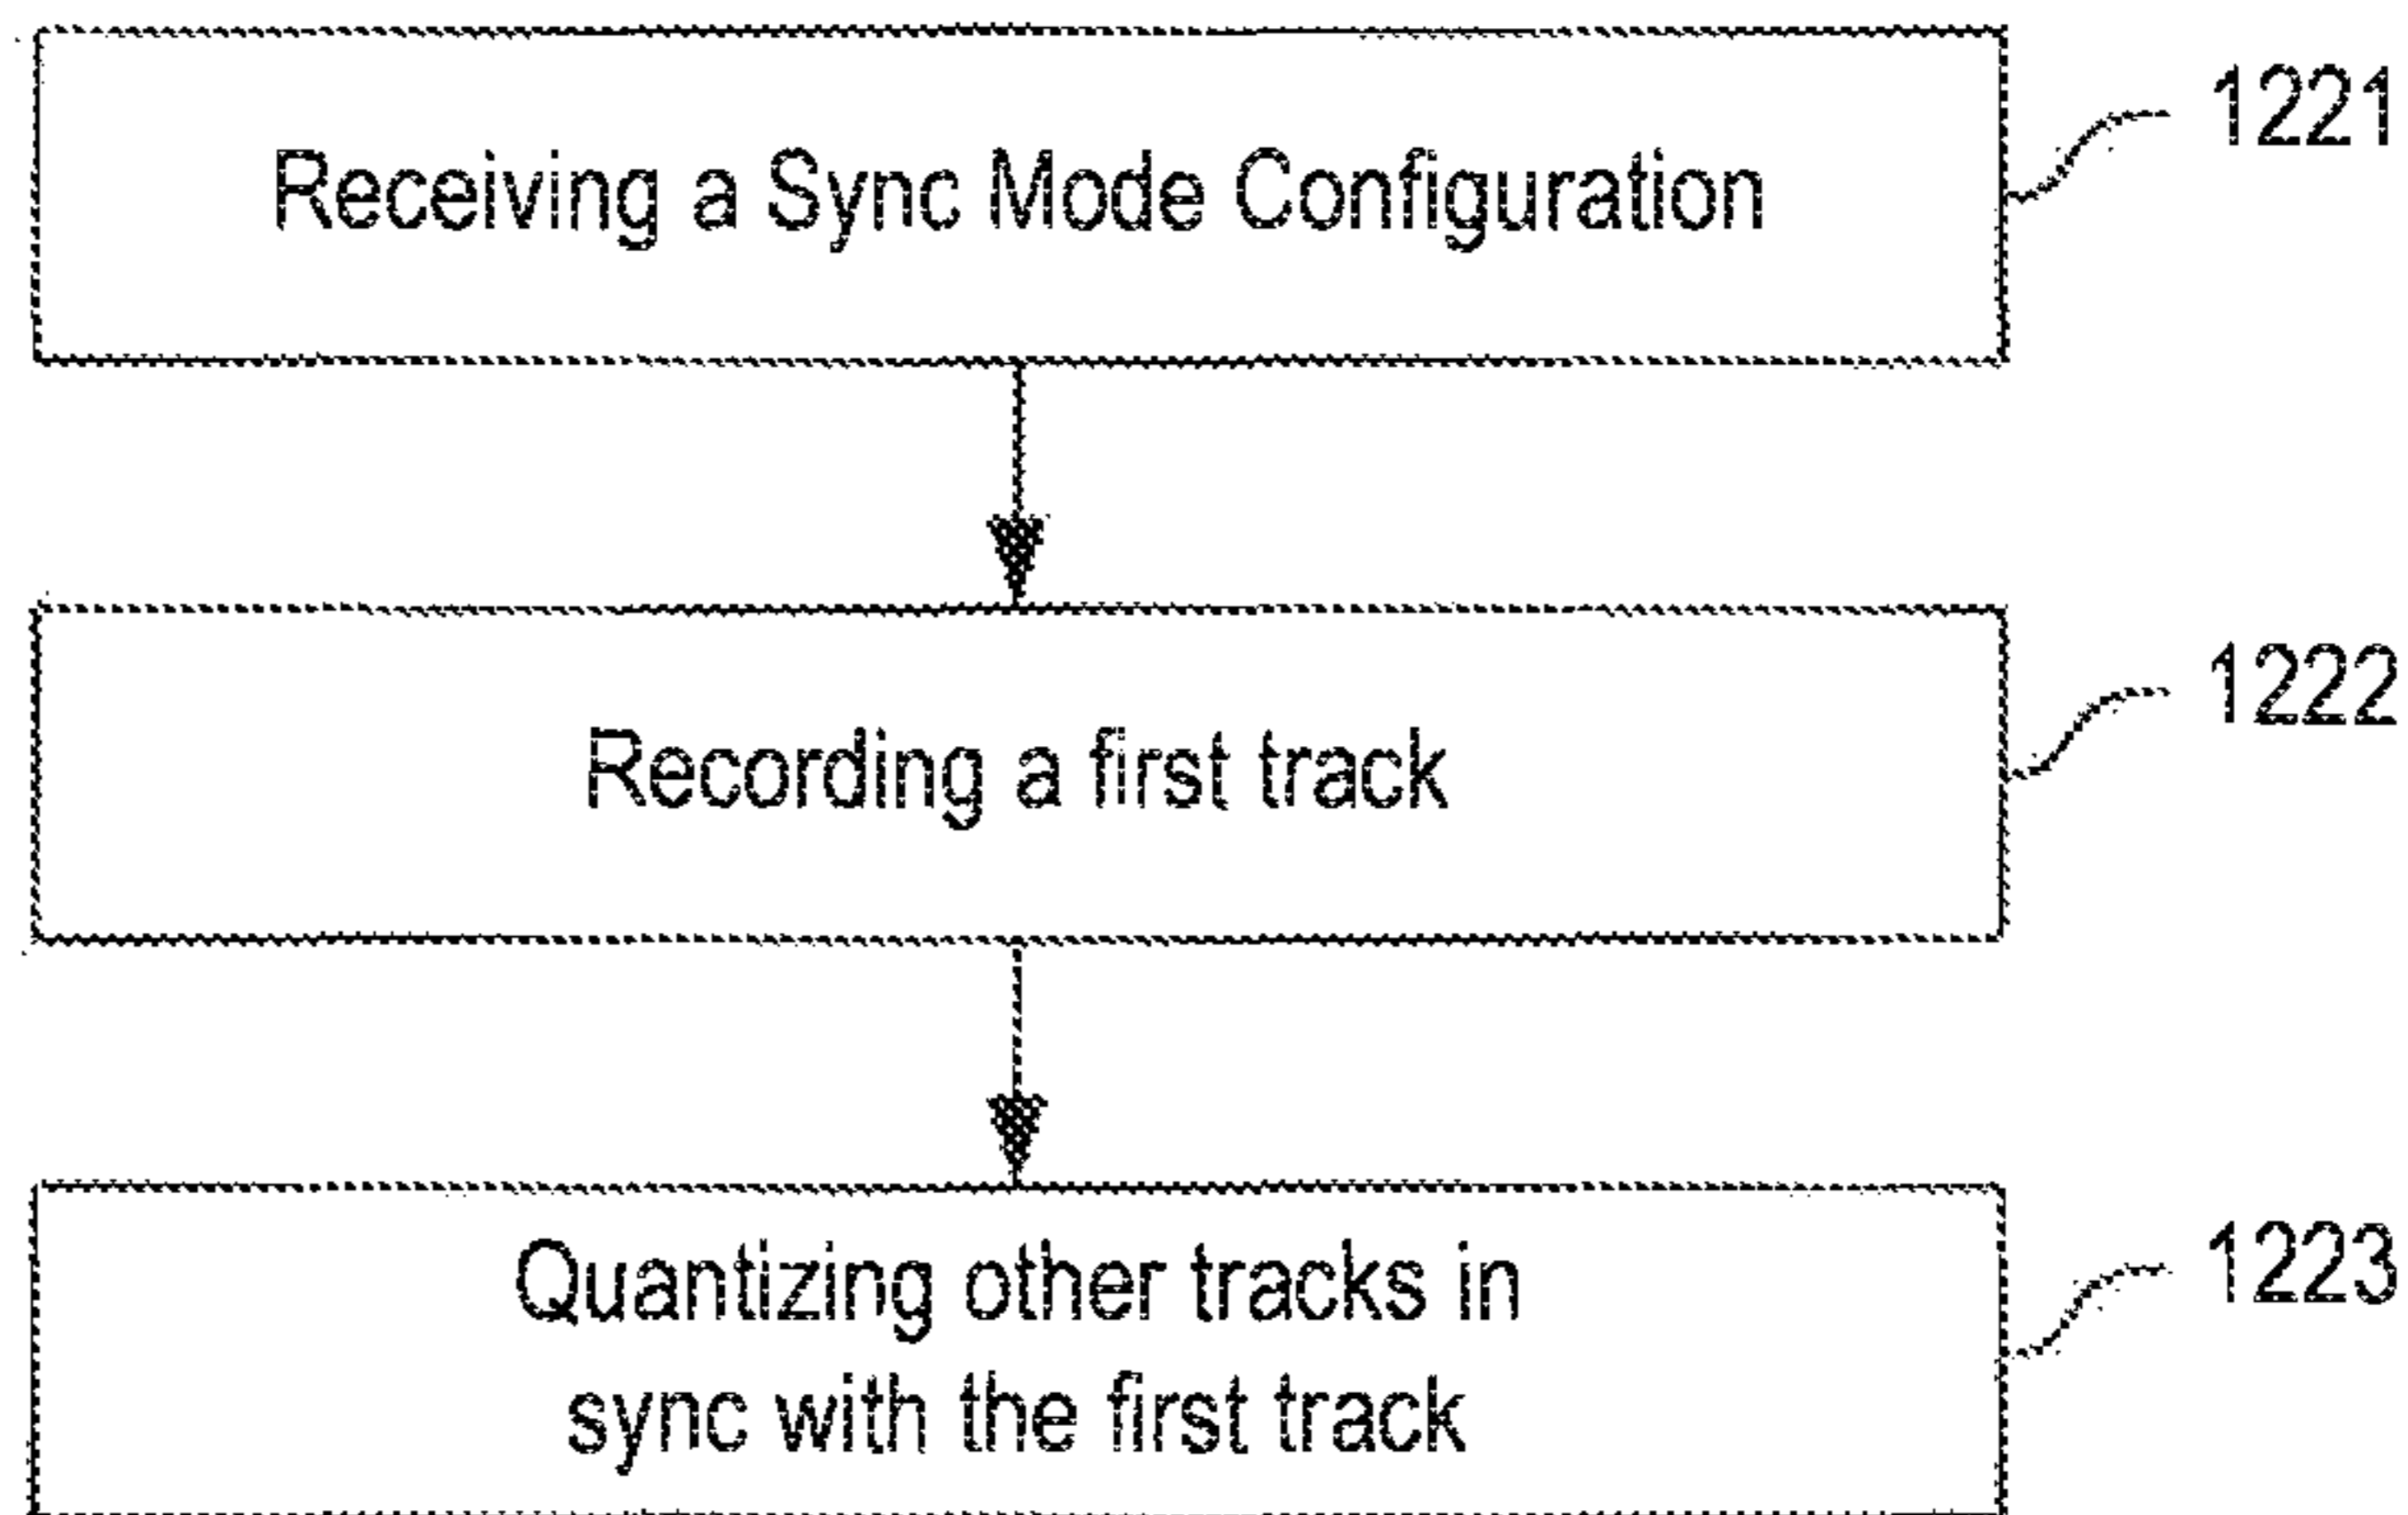 Receiving a Sync Mode Configuration
1221
Recording a first track
1222
Quantizing other tracks in
sync with the first track
1223